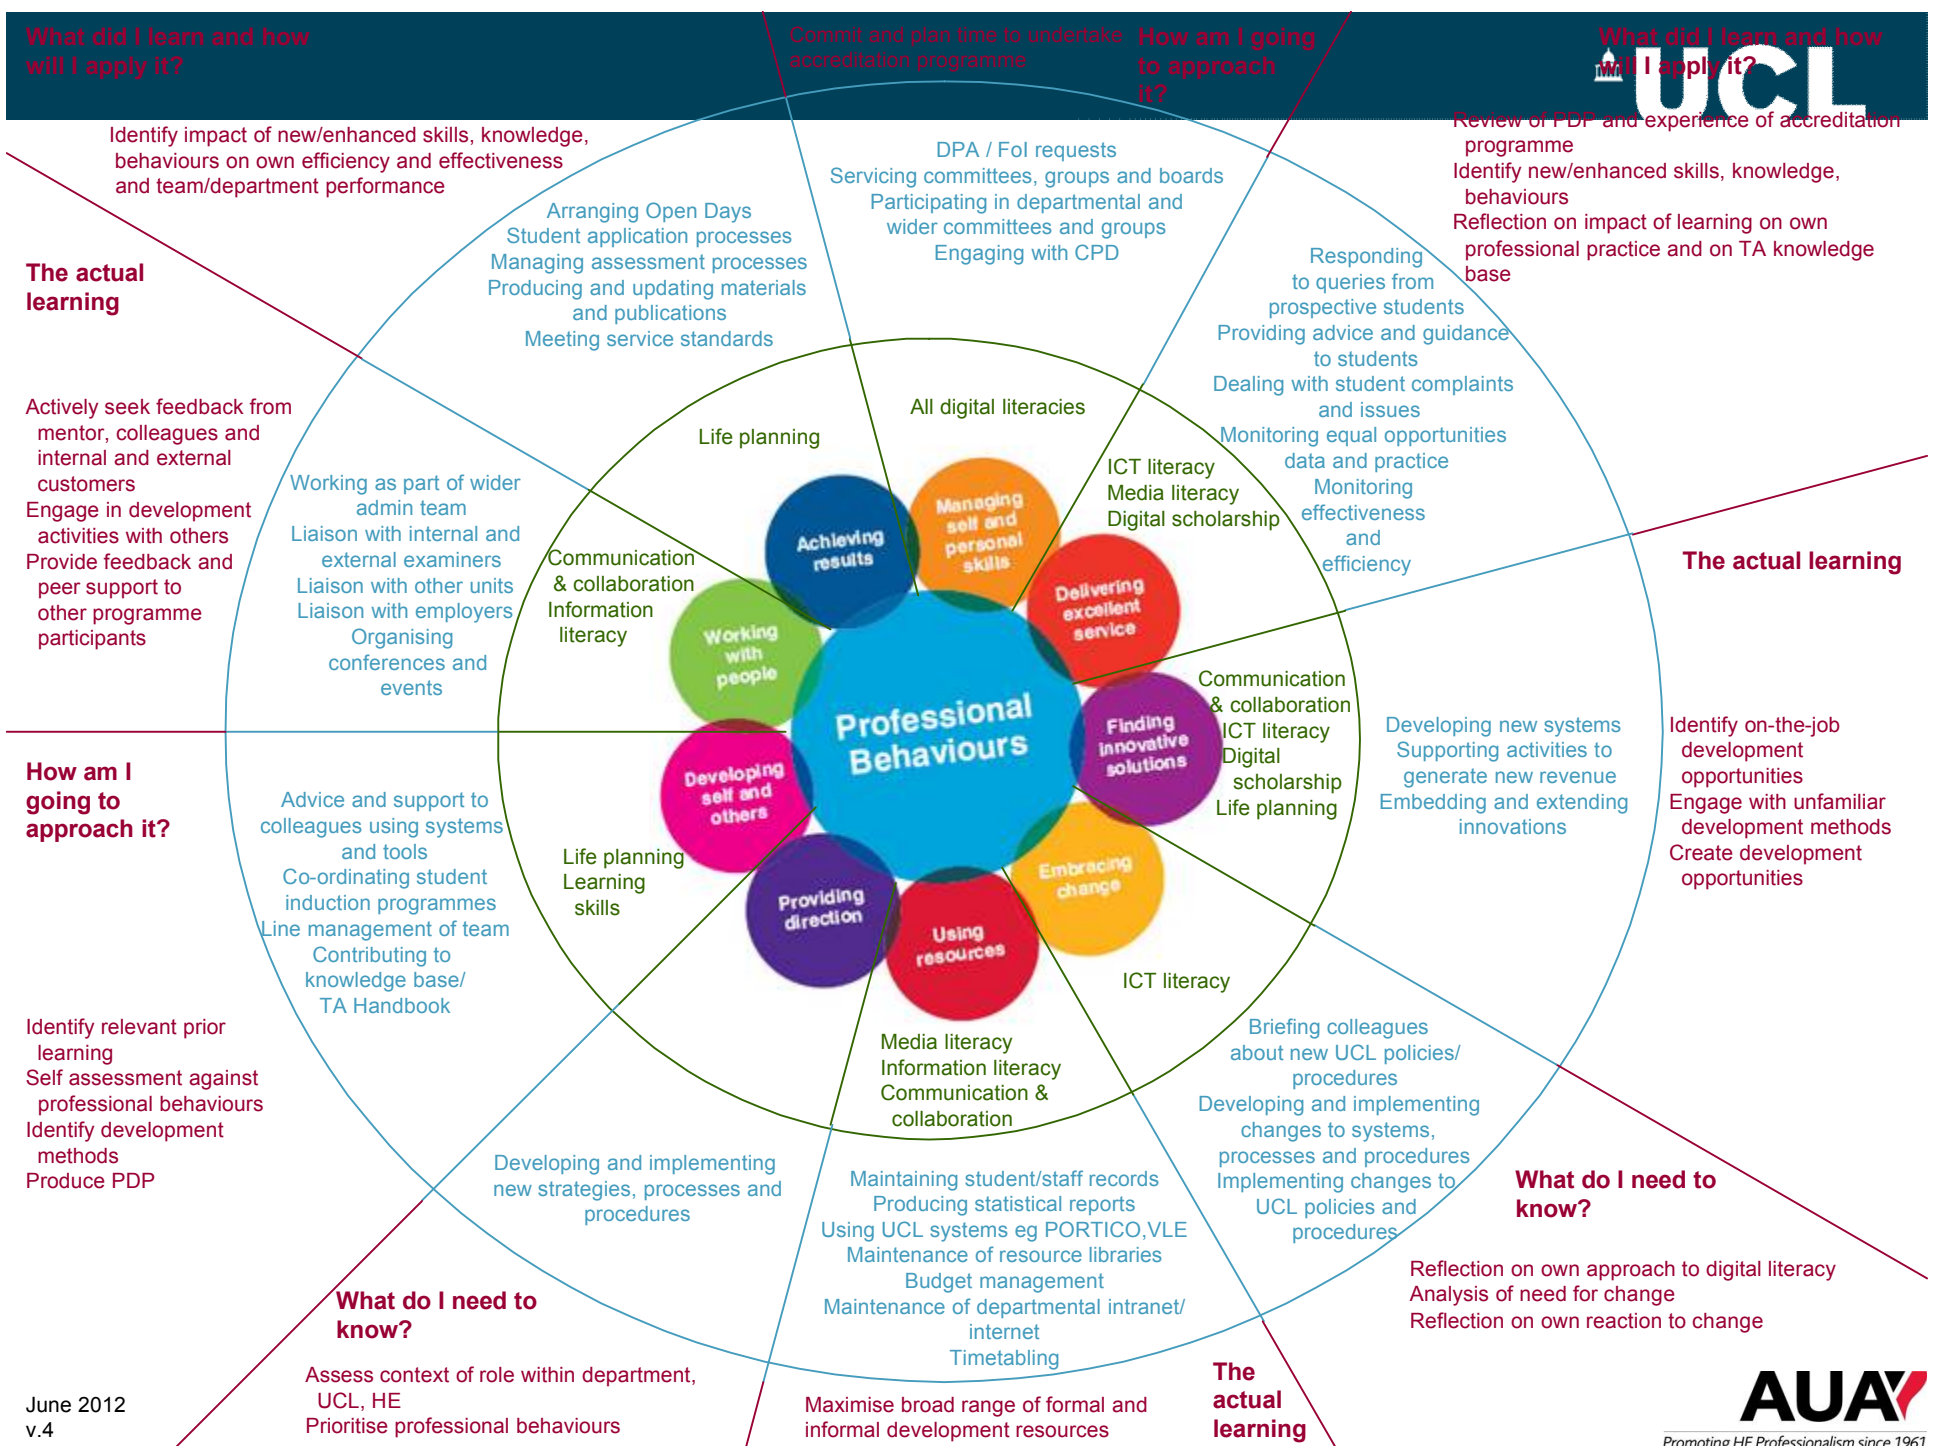 What did I learn and how
will I apply it?
Commit and plan time to undertake
accreditation programme
How am I going
to approach
it?
What did I learn and how
will I apply it?
UCL
Identify impact of new/enhanced skills, knowledge,
behaviours on own efficiency and effectiveness
and team/department performance
Review of PDP and experience of accreditation
programme
Identify new/enhanced skills, knowledge,
behaviours
Reflection on impact of learning on own
professional practice and on TA knowledge
base
DPA / FoI requests
Servicing committees, groups and boards
Participating in departmental and
wider committees and groups
Engaging with CPD
Arranging Open Days
Student application processes
Managing assessment processes
Producing and updating materials
and publications
Meeting service standards
Responding
to queries from
prospective students
Providing advice and guidance
to students
Dealing with student complaints
and issues
Monitoring equal opportunities
data and practice
Monitoring
effectiveness
and
efficiency
The actual
learning
Actively seek feedback from
mentor, colleagues and
internal and external
customers
Engage in development
activities with others
Provide feedback and
peer support to
other programme
participants
Working as part of wider
admin team
Liaison with internal and
external examiners
Liaison with other units
Liaison with employers
Organising
conferences and
events
Life planning
All digital literacies
ICT literacy
Media literacy
Digital scholarship
Communication
& collaboration
Information
literacy
Achieving
results
Managing
self and
personal
skills
Delivering
excellent
service
Working
with
people
Professional
Behaviours
Finding
innovative
solutions
Developing
self and
others
Providing
direction
Using
resources
Embracing
change
Communication
& collaboration
ICT literacy
Digital
scholarship
Life planning
The actual learning
Developing new systems
Supporting activities to
generate new revenue
Embedding and extending
innovations
Identify on-the-job
development
opportunities
Engage with unfamiliar
development methods
Create development
opportunities
How am I
going to
approach it?
Advice and support to
colleagues using systems
and tools
Co-ordinating student
induction programmes
Line management of team
Contributing to
knowledge base/
TA Handbook
Life planning
Learning
skills
ICT literacy
Media literacy
Information literacy
Communication &
collaboration
Identify relevant prior
learning
Self assessment against
professional behaviours
Identify development
methods
Produce PDP
Briefing colleagues
about new UCL policies/
procedures
Developing and implementing
changes to systems,
processes and procedures
Implementing changes to
UCL policies and
procedures
Developing and implementing
new strategies, processes and
procedures
Maintaining student/staff records
Producing statistical reports
Using UCL systems eg PORTICO,VLE
Maintenance of resource libraries
Budget management
Maintenance of departmental intranet/
internet
Timetabling
What do I need to
know?
Reflection on own approach to digital literacy
Analysis of need for change
Reflection on own reaction to change
What do I need to
know?
Assess context of role within department,
UCL, HE
Prioritise professional behaviours
Maximise broad range of formal and
informal development resources
The
actual
learning
June 2012
v.4
AUA
Promoting HE Professionalism since 1961